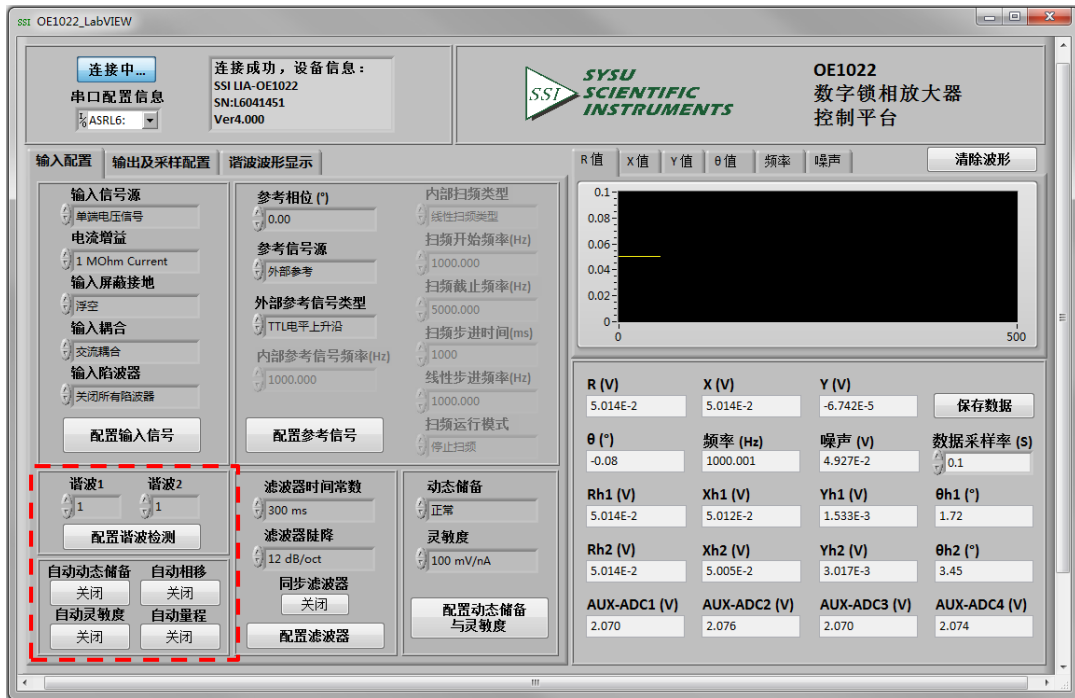 SSI OE1022_LabVIEW
连接中...
串口配置信息
ASRL6:
连接成功，设备信息：
SSI LIA-OE1022
SN:L6041451
Ver4.000
SSI
SYSU
SCIENTIFIC
INSTRUMENTS
OE1022
数字锁相放大器
控制平台
输入配置 输出及采样配置 谐波波形显示
输入信号源
单端电压信号
电流增益
1 MOhm Current
输入屏蔽接地
浮空
输入耦合
交流耦合
输入陷波器
关闭所有陷波器
配置输入信号
参考相位 (°)
0.00
参考信号源
外部参考
外部参考信号类型
TTL电平上升沿
内部参考信号频率(Hz)
1000.000
配置参考信号
内部扫频类型
线性扫频类型
扫频开始频率(Hz)
1000.000
扫频截止频率(Hz)
5000.000
扫频步进时间(ms)
1000
线性步进频率(Hz)
1000.000
扫频运行模式
停止扫频
谐波1 谐波2
1 1
配置谐波检测
自动动态储备 自动相移
关闭 关闭
自动灵敏度 自动量程
关闭 关闭
滤波器时间常数
300 ms
滤波器陡降
12 dB/oct
同步滤波器
关闭
配置滤波器
动态储备
正常
灵敏度
100 mV/nA
配置动态储备
与灵敏度
R值 X值 Y值 θ值 频率 噪声
清除波形
0.1
0.08
0.06
0.04
0.02
0
0 500
R (V) X (V) Y (V)
5.014E-2 5.014E-2 -6.742E-5 保存数据
θ (°) 频率 (Hz) 噪声 (V) 数据采样率 (S)
-0.08 1000.001 4.927E-2 0.1
Rh1 (V) Xh1 (V) Yh1 (V) θh1 (°)
5.014E-2 5.012E-2 1.533E-3 1.72
Rh2 (V) Xh2 (V) Yh2 (V) θh2 (°)
5.014E-2 5.005E-2 3.017E-3 3.45
AUX-ADC1 (V) AUX-ADC2 (V) AUX-ADC3 (V) AUX-ADC4 (V)
2.070 2.076 2.070 2.074